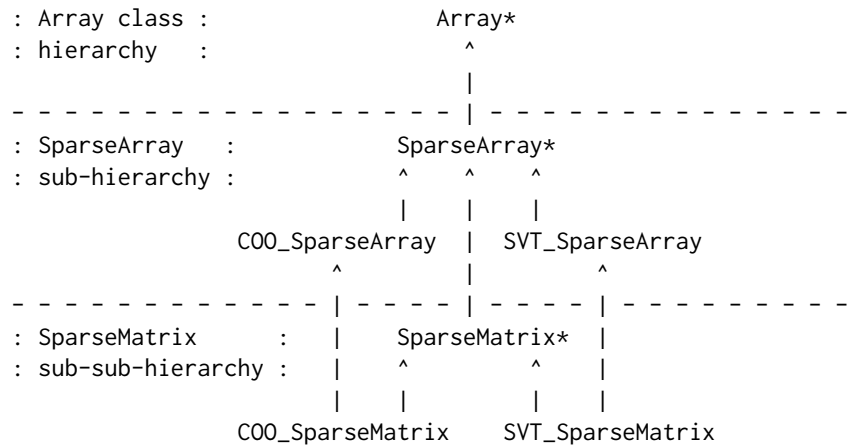 : Array class :                 Array*
: hierarchy   :                   ^
                                  |
- - - - - - - - - - - - - - - - - | - - - - - - - - - - - - - -
: SparseArray   :            SparseArray*
: sub-hierarchy :            ^    ^    ^
                             |    |    |
                 COO_SparseArray  |  SVT_SparseArray
                        ^         |         ^
- - - - - - - - - - - - | - - - - | - - - - | - - - - - - - - -
: SparseMatrix      :   |    SparseMatrix*  |
: sub-sub-hierarchy :   |    ^         ^    |
                        |    |         |    |
                 COO_SparseMatrix    SVT_SparseMatrix